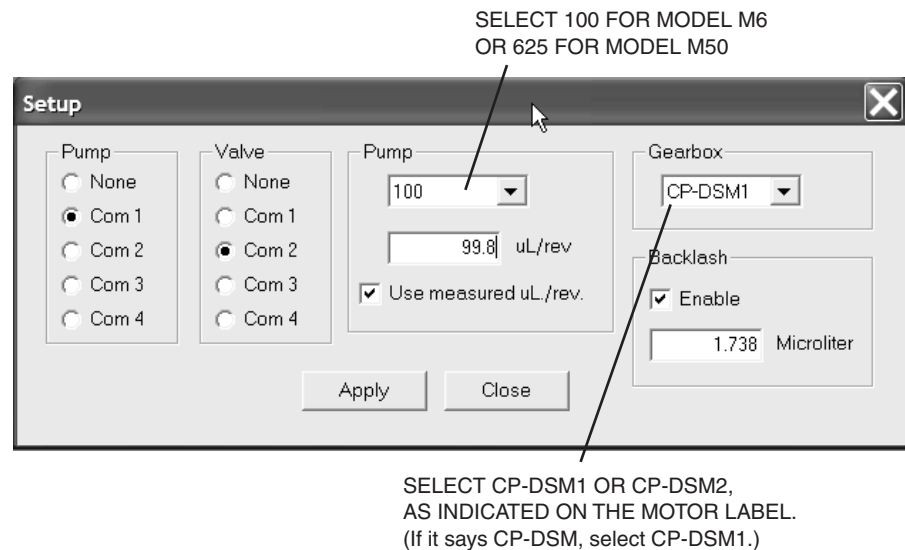 SELECT 100 FOR MODEL M6
OR 625 FOR MODEL M50
Setup
Pump
None
Com 1
Com 2
Com 3
Com 4
Valve
None
Com 1
Com 2
Com 3
Com 4
Pump
100
99.8 uL/rev
Use measured uL./rev.
Gearbox
CP-DSM1
Backlash
Enable
1.738 Microliter
Apply
Close
SELECT CP-DSM1 OR CP-DSM2,
AS INDICATED ON THE MOTOR LABEL.
(If it says CP-DSM, select CP-DSM1.)